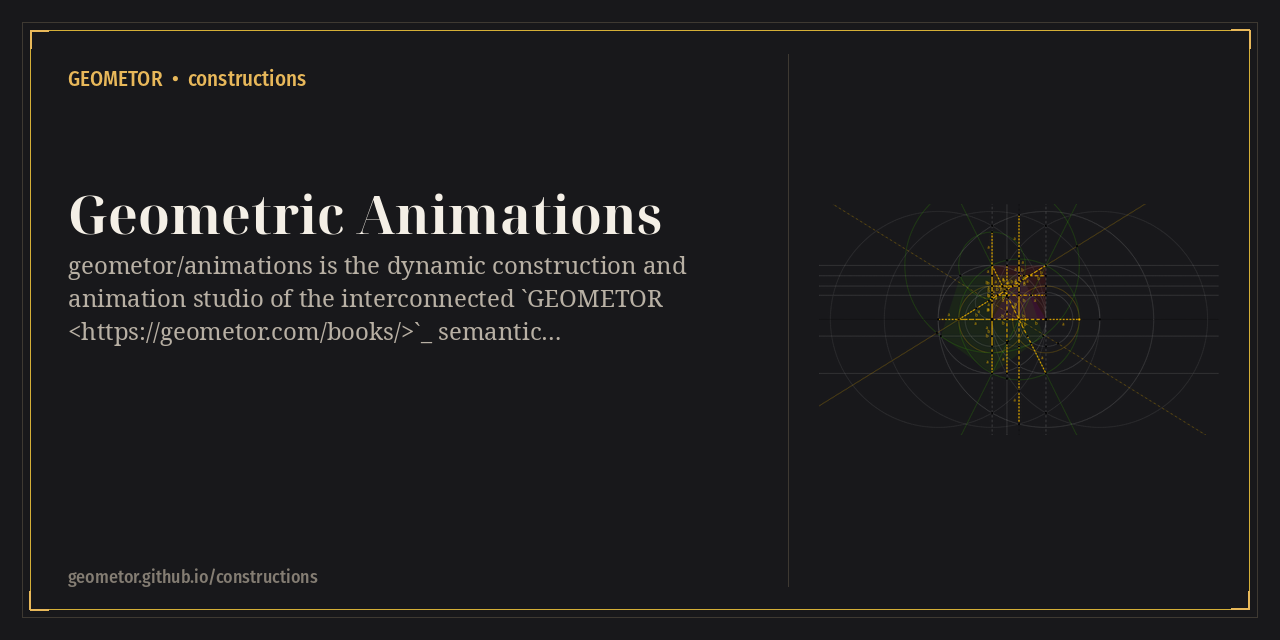 GEOMETOR • constructions
Geometric Animations
geometor/animations is the dynamic construction and
animation studio of the interconnected `GEOMETOR
<https://geometor.com/books/>`_ semantic...
geometor.github.io/constructions